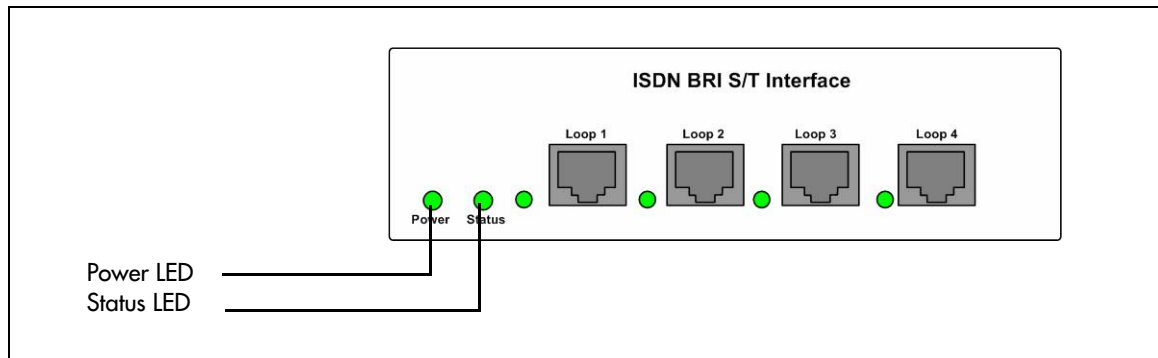 ISDN BRI S/T Interface
Loop 1 Loop 2 Loop 3 Loop 4
Power Status
Power LED
Status LED